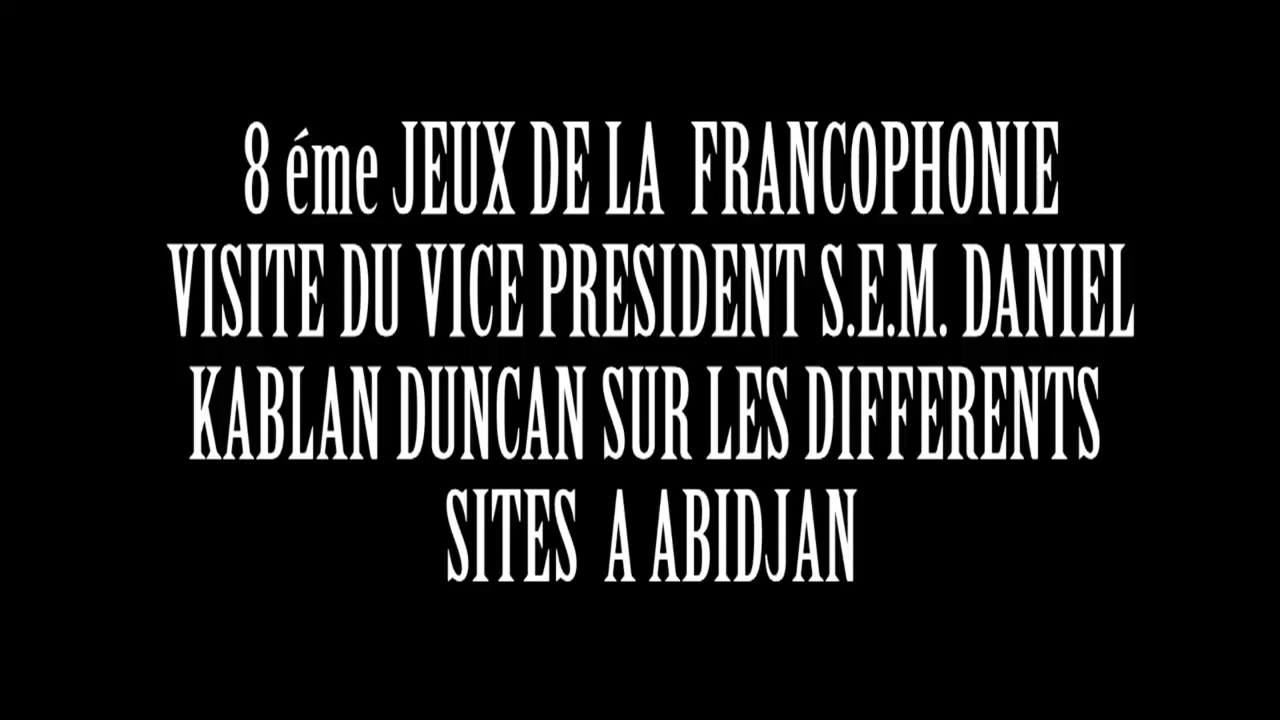 8 éme JEUX DE LA FRANCOPHONIE
VISITE DU VICE PRESIDENT S.E.M. DANIEL
KABLAN DUNCAN SUR LES DIFFERENTS
SITES A ABIDJAN